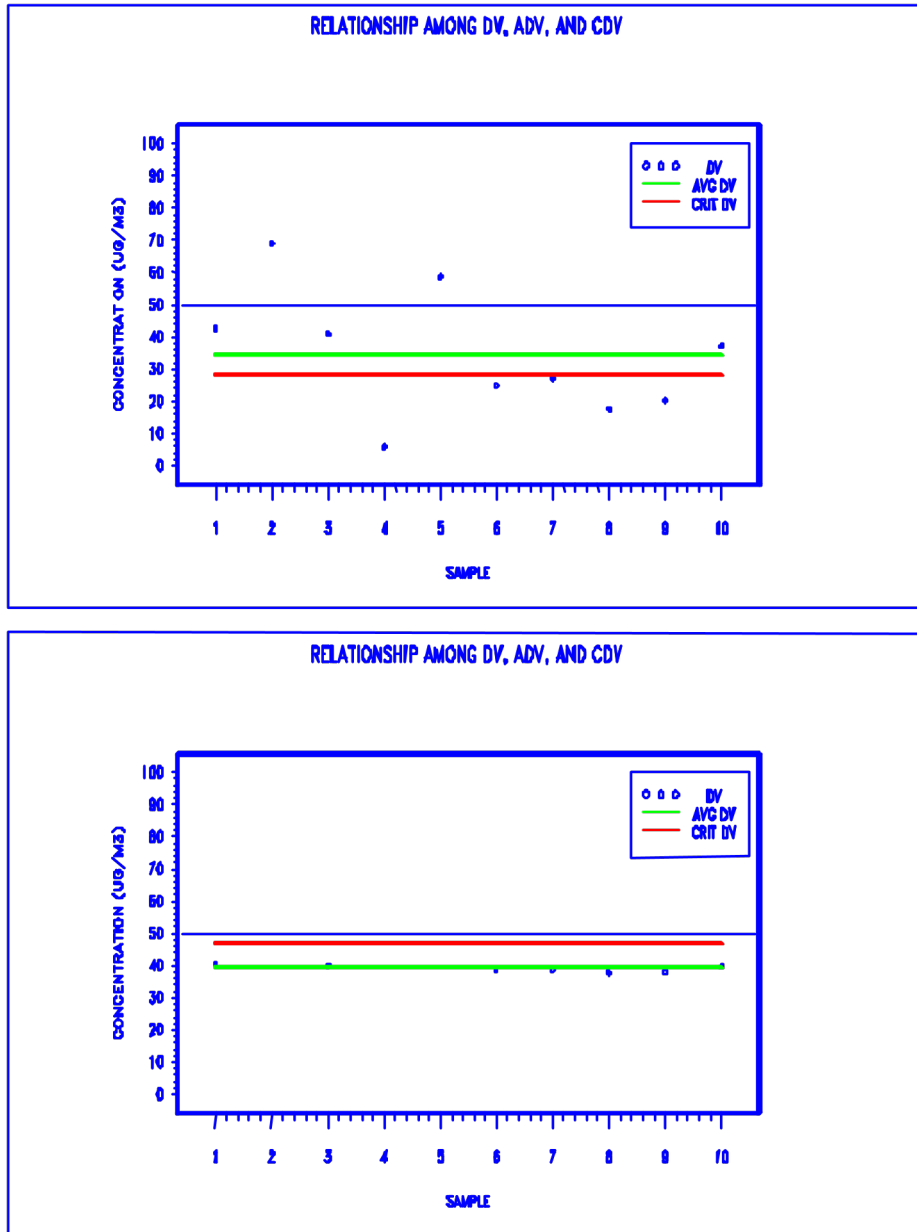 RELATIONSHIP AMONG DV, ADV, AND CDV
CONCENTRAT ON (UG/M3)
100
90
80
70
60
50
40
30
20
10
0
DV
AVG DV
CRIT DV
1 2 3 4 5 6 7 8 9 10
SAMPLE
RELATIONSHIP AMONG DV, ADV, AND CDV
CONCENTRATION (UG/M3)
100
90
80
70
60
50
40
30
20
10
0
DV
AVG DV
CRIT DV
1 2 3 4 5 6 7 8 9 10
SAMPLE